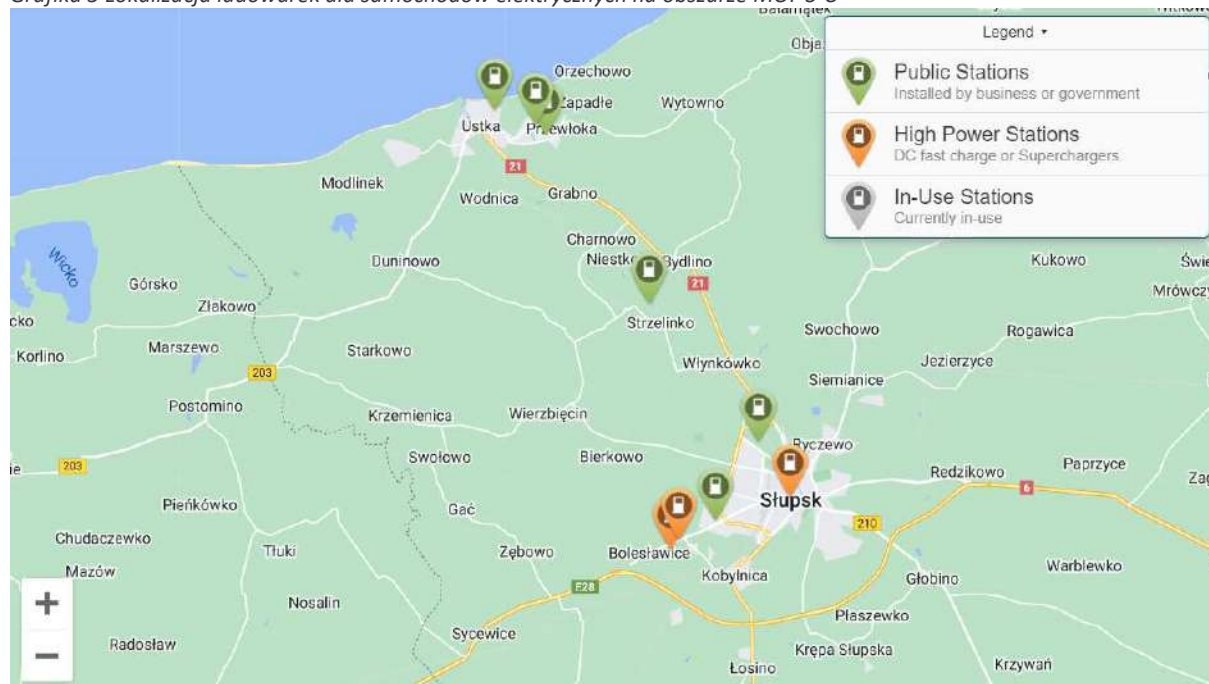 Orzechowo
Zapadłe
Wytowno
Ustka
Przewłoka
21
Modlinek
Wodnica
Grabno
Charnowo
Duninowo
Bydlino
21
Wicko
Górsko
Złakowo
Strzelinko
Kukowo
Swochowo
Rogawica
Korlino
Marszewo
Starkowo
Włynkówko
Jezierzyce
203
Siemianice
Postomino
Krzemienica
Wierzbięcin
Ryczewo
203
Swołowo
Bierkowo
Redzikowo
Paprzyce
6
Pieńkówko
Gać
Słupsk
210
Chudaczewko
Tłuki
Zębowo
Bolesławice
Mazów
E28
Kobylnica
Globino
Warblewko
Nosalin
Płaszewko
Radosław
Sycewice
Krępa Słupska
Łosino
Krzywań
+
−
Legend
Public Stations
Installed by business or government
High Power Stations
DC fast charge or Superchargers
In-Use Stations
Currently in-use